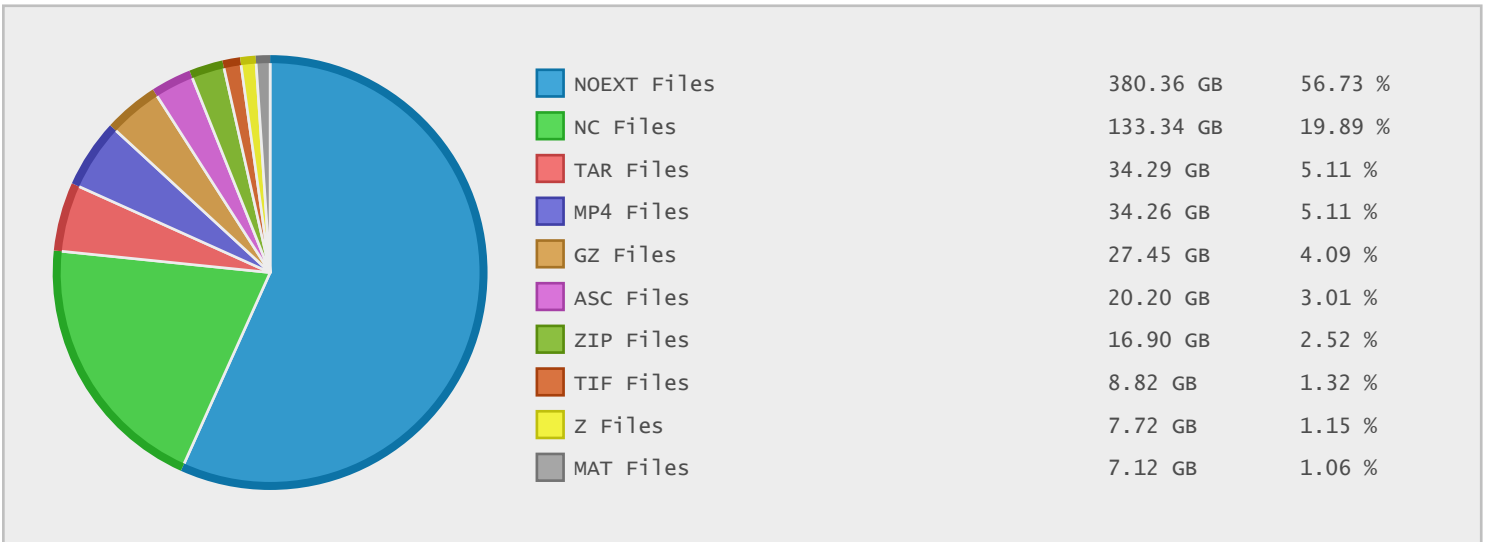 NOEXT Files 380.36 GB 56.73 %
NC Files 133.34 GB 19.89 %
TAR Files 34.29 GB 5.11 %
MP4 Files 34.26 GB 5.11 %
GZ Files 27.45 GB 4.09 %
ASC Files 20.20 GB 3.01 %
ZIP Files 16.90 GB 2.52 %
TIF Files 8.82 GB 1.32 %
Z Files 7.72 GB 1.15 %
MAT Files 7.12 GB 1.06 %